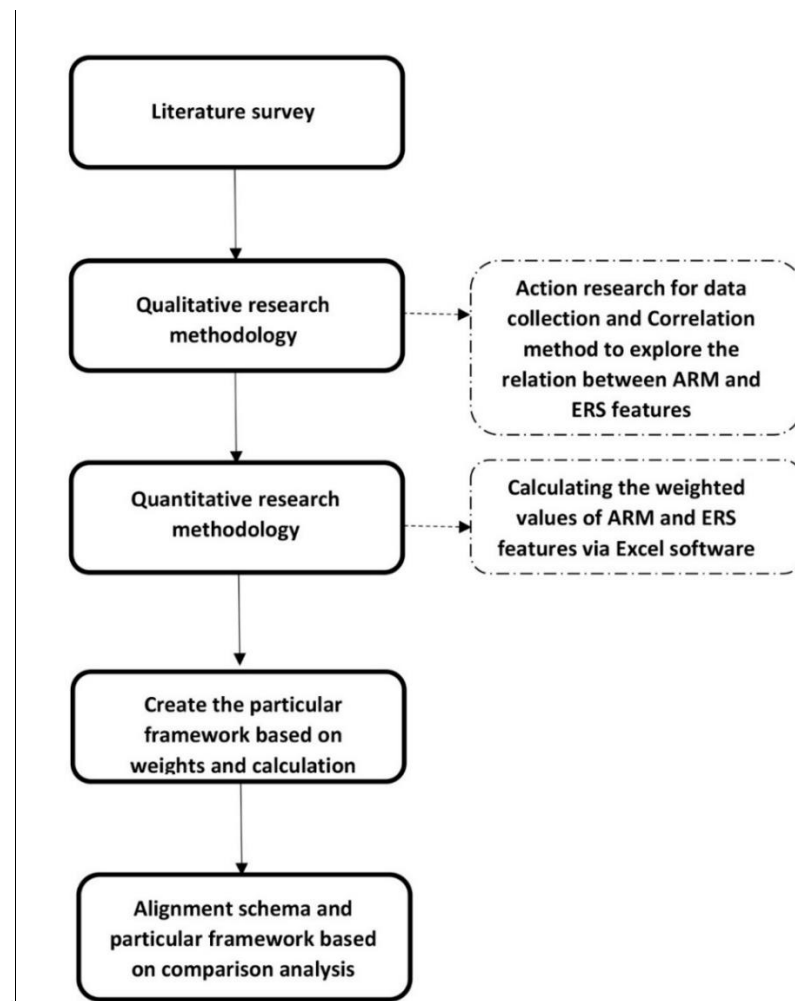 Literature survey
Qualitative research
methodology
Action research for data
collection and Correlation
method to explore the
relation between ARM and
ERS features
Quantitative research
methodology
Calculating the weighted
values of ARM and ERS
features via Excel software
Create the particular
framework based on
weights and calculation
Alignment schema and
particular framework based
on comparison analysis